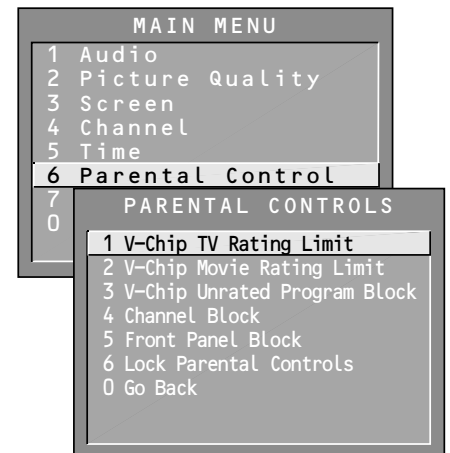 MAIN MENU
1 Audio
2 Picture Quality
3 Screen
4 Channel
5 Time
6 Parental Control
7
0
PARENTAL CONTROLS
1 V-Chip TV Rating Limit
2 V-Chip Movie Rating Limit
3 V-Chip Unrated Program Block
4 Channel Block
5 Front Panel Block
6 Lock Parental Controls
0 Go Back